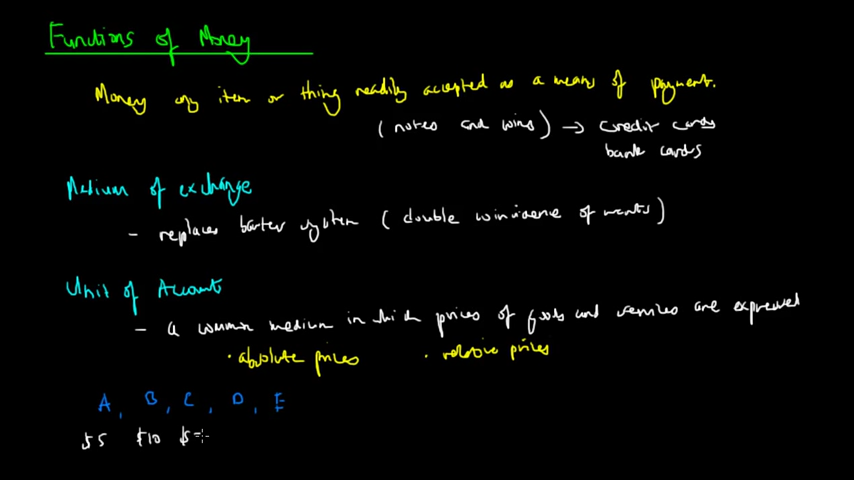 Functions of Money
Money any item or thing readily accepted as a means of payment.
(notes and coins) → credit cards
bank cards
Medium of exchange
- replaces barter system (double coincidence of wants)
Unit of Account
- a common medium in which prices of goods and services are expressed
· absolute prices · relative prices
A, B, C, D, E
$5 $10